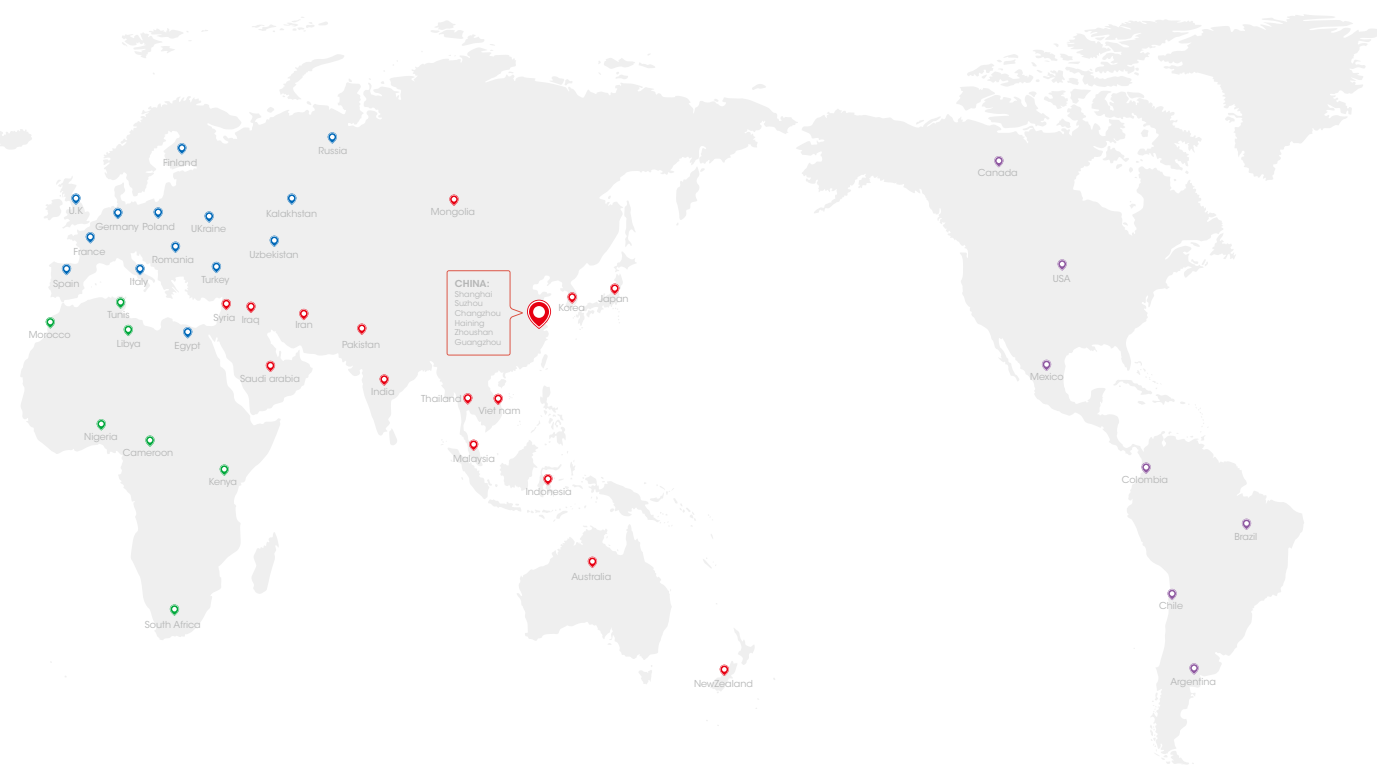 Russia
Finland
Canada
U.K
Kalakhstan
Mongolia
Germany
Poland
UKraine
France
Romania
Uzbekistan
Spain
Italy
Turkey
USA
CHINA:
Shanghai
Suzhou
Changzhou
Haining
Zhoushan
Guangzhou
Korea
Japan
Tunis
Syria
Iraq
Iran
Morocco
Libya
Egypt
Pakistan
Saudi arabia
India
Mexico
Thailand
Viet nam
Nigeria
Cameroon
Malaysia
Kenya
Colombia
Indonesia
Brazil
Australia
Chile
South Africa
NewZealand
Argentina